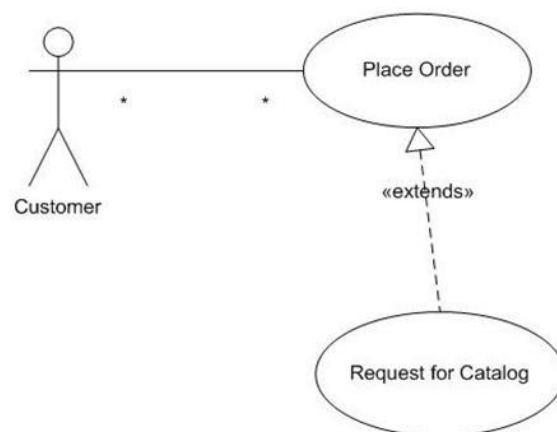 Place Order
* *
Customer
«extends»
Request for Catalog